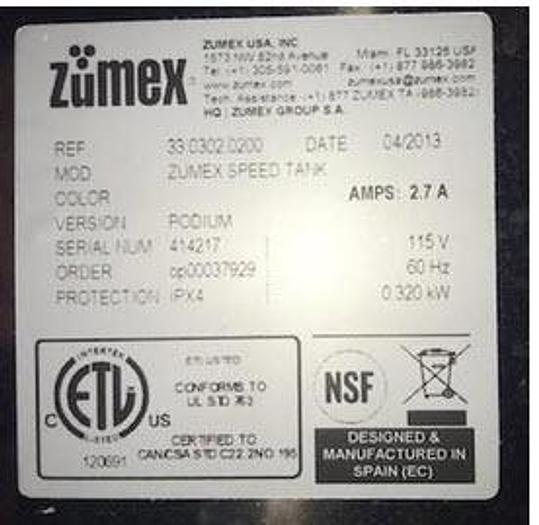 zümex
ZUMEX USA, INC
1573 NW 82nd Avenue Miami, FL 33126 USA
Tel: (+1) 305-591-0061 Fax: (+1) 877 986-3982
www.zumex.com zumexusa@zumex.com
Tech. Assistance: (+1) 877 ZUMEX TA (986-3982)
HQ: ZUMEX GROUP S.A.
REF 33.0302.0200 DATE 04/2013
MOD ZUMEX SPEED TANK
COLOR AMPS: 2.7 A
VERSION PODIUM
SERIAL NUM 414217 115 V
ORDER op00037929 60 Hz
PROTECTION IPX4 0.320 kW
INTERTEK
ETL
C US
LISTED
120691
ETL LISTED
CONFORMS TO
UL STD 763
CERTIFIED TO
CAN/CSA STD C22.2NO 195
NSF
DESIGNED &
MANUFACTURED IN
SPAIN (EC)